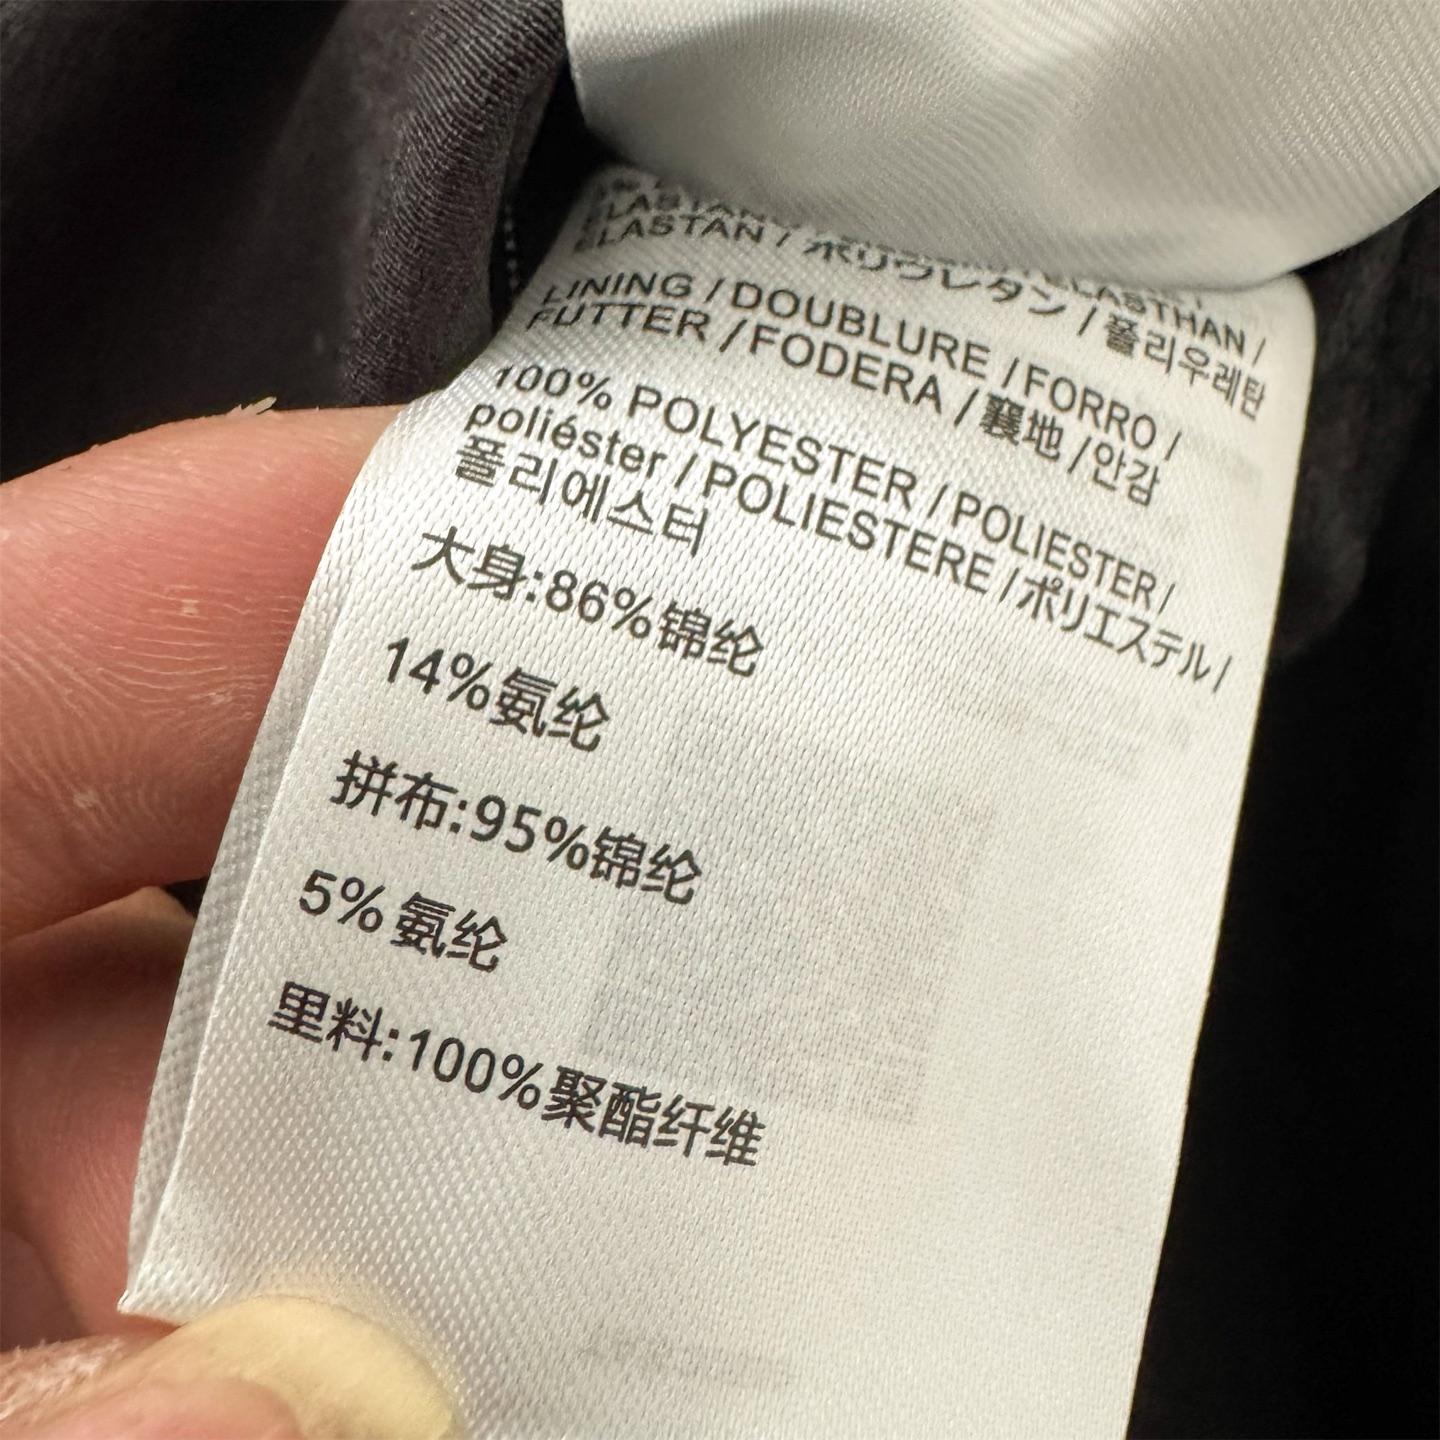 ELASTAN / ポリウレタン / 폴리우레탄
LINING / DOUBLURE / FORRO /
FUTTER / FODERA / 裏地 / 안감
100% POLYESTER / POLIESTER /
poliéster / POLIESTERE / ポリエステル /
폴리에스터
大身:86%锦纶
14%氨纶
拼布:95%锦纶
5%氨纶
里料:100%聚酯纤维